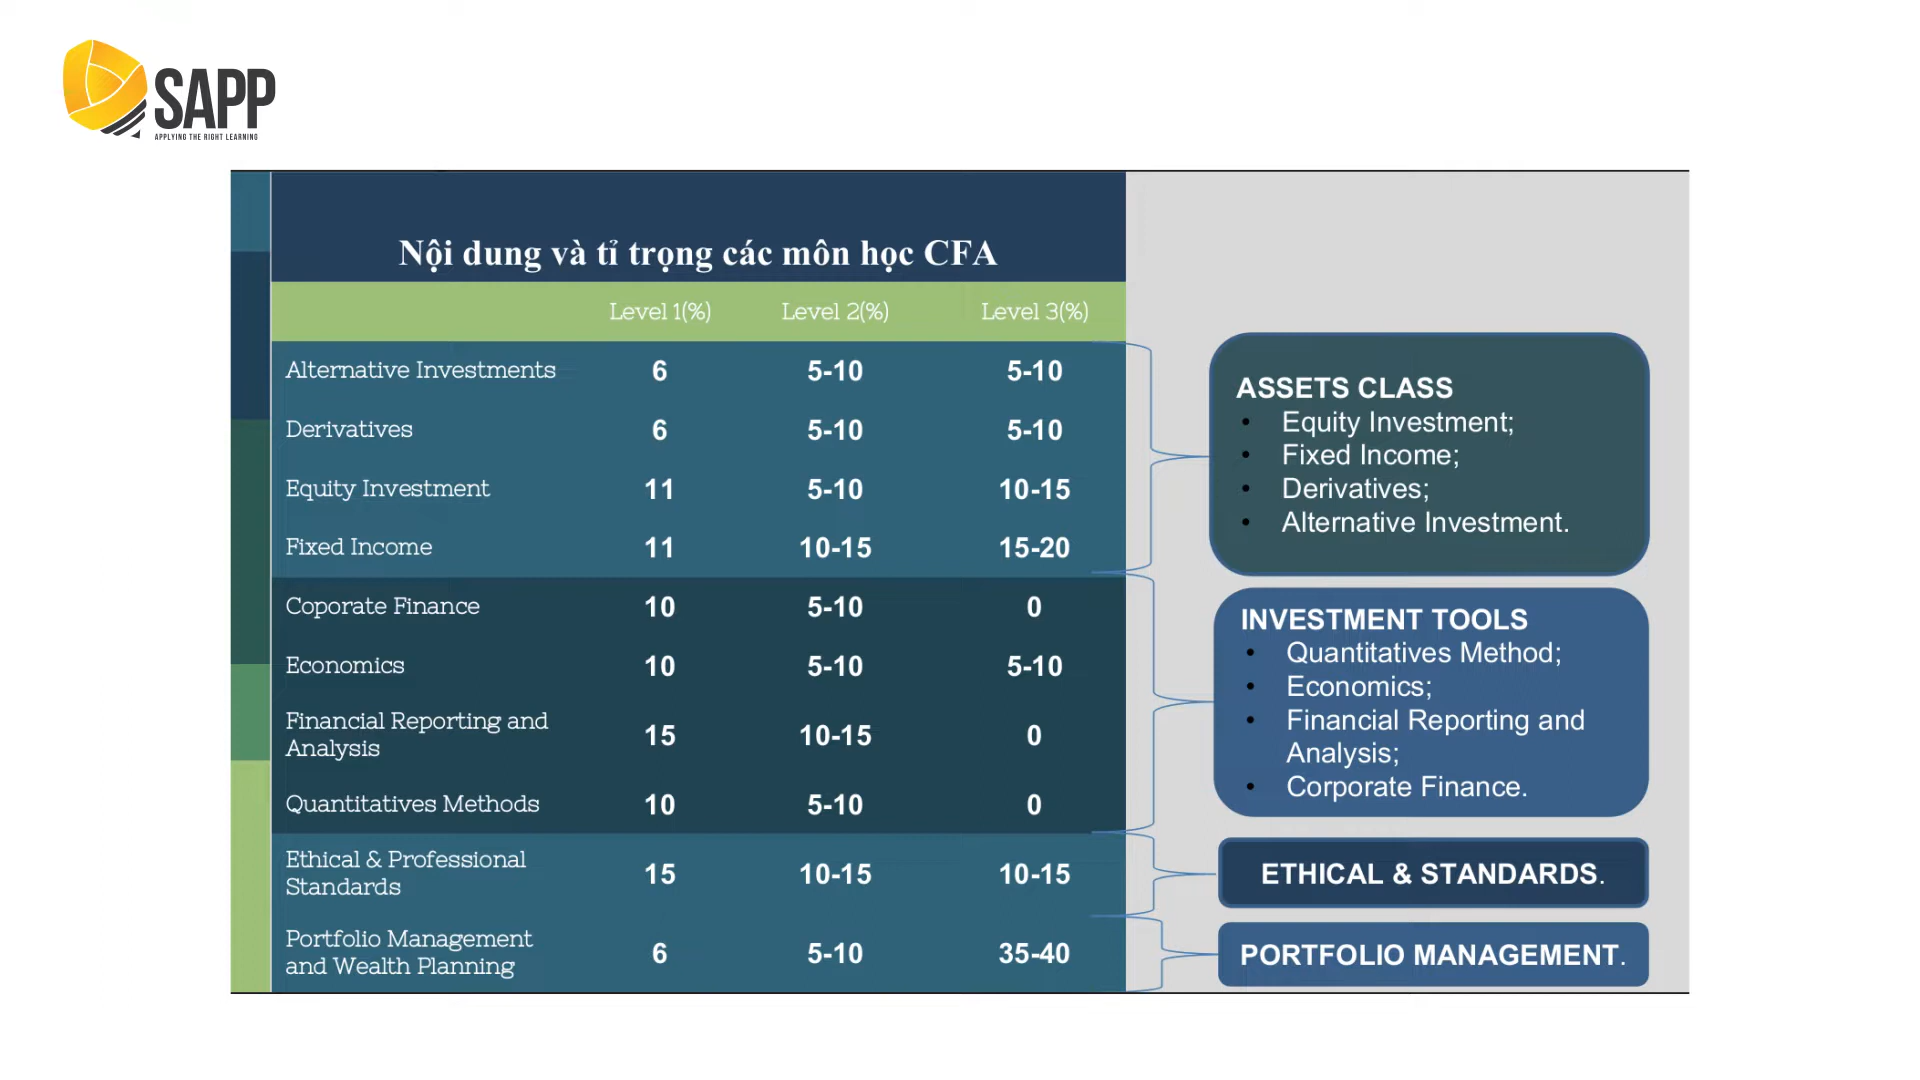 SAPP
APPLYING THE RIGHT LEARNING
Nội dung và tỉ trọng các môn học CFA
Level 1(%) Level 2(%) Level 3(%)
Alternative Investments 6 5-10 5-10
Derivatives 6 5-10 5-10
Equity Investment 11 5-10 10-15
Fixed Income 11 10-15 15-20
Coporate Finance 10 5-10 0
Economics 10 5-10 5-10
Financial Reporting and
Analysis 15 10-15 0
Quantitatives Methods 10 5-10 0
Ethical & Professional
Standards 15 10-15 10-15
Portfolio Management
and Wealth Planning 6 5-10 35-40
ASSETS CLASS
• Equity Investment;
• Fixed Income;
• Derivatives;
• Alternative Investment.
INVESTMENT TOOLS
• Quantitatives Method;
• Economics;
• Financial Reporting and
Analysis;
• Corporate Finance.
ETHICAL & STANDARDS.
PORTFOLIO MANAGEMENT.